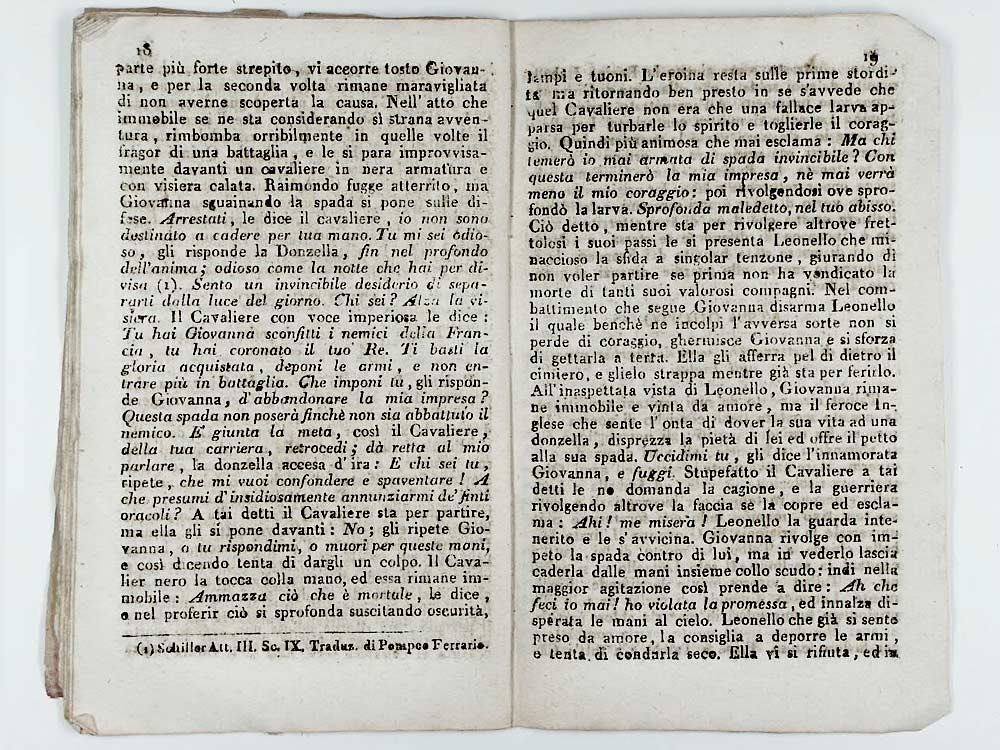 18
parte più forte strepito, vi accorre tosto Giovan-
na, e per la seconda volta rimane maravigliata
di non averne scoperta la causa. Nell' atto che
immobile se ne sta considerando sì strana avven-
tura, rimbomba orribilmente in quelle volte il
fragor di una battaglia, e le si para improvvisa-
mente davanti un cavaliere in nera armatura e
con visiera calata. Raimondo fugge atterrito, ma
Giovanna sguainando la spada si pone sulle di-
fese. Arrestati, le dice il cavaliere, io non sono
destinato a cadere per tua mano. Tu mi sei odio-
so, gli risponde la Donzella, fin nel profondo
dell'anima; odioso come la notte che hai per di-
visa (1). Sento un invincibile desiderio di sepa-
rarti dalla luce del giorno. Chi sei? Alza la vi-
siera. Il Cavaliere con voce imperiosa le dice:
Tu hai Giovanna sconfitti i nemici della Fran-
cia, tu hai coronato il tuo Re. Ti basti la
gloria acquistata, deponi le armi, e non en-
trare più in battaglia. Che imponi tu, gli rispon-
de Giovanna, d'abbandonare la mia impresa?
Questa spada non poserà finchè non sia abbattuto il
nemico. E' giunta la meta, così il Cavaliere,
della tua carriera, retrocedi; dà retta al mio
parlare, la donzella accesa d'ira: E chi sei tu,
ripete, che mi vuoi confondere e spaventare! A
che presumi d'insidiosamente annunziarmi de' finti
oracoli? A tai detti il Cavaliere sta per partire,
ma ella gli si pone davanti: No; gli ripete Gio-
vanna, o tu rispondimi, o muori per queste mani,
e così dicendo tenta di dargli un colpo. Il Cava-
lier nero la tocca colla mano, ed essa rimane im-
mobile: Ammazza ciò che è mortale, le dice,
e nel proferir ciò si sprofonda suscitando oscurità,
(1) Schiller Att. III. Sc. IX. Traduz. di Pompeo Ferrario.
19
lampi e tuoni. L'eroina resta sulle prime stordi-
ta ma ritornando ben presto in se s'avvede che
quel Cavaliere non era che una fallace larva ap-
parsa per turbarle lo spirito e toglierle il corag-
gio. Quindi più animosa che mai esclama: Ma chi
temerò io mai armata di spada invincibile? Con
questa terminerò la mia impresa, nè mai verrà
meno il mio coraggio: poi rivolgendosi ove spro-
fondò la larva. Sprofonda maledetto, nel tuo abisso.
Ciò detto, mentre sta per rivolgere altrove fret-
tolosi i suoi passi le si presenta Leonello che mi-
naccioso la sfida a singolar tenzone, giurando di
non voler partire se prima non ha vendicato la
morte di tanti suoi valorosi compagni. Nel com-
battimento che segue Giovanna disarma Leonello
il quale benchè ne incolpi l'avversa sorte non si
perde di coraggio, ghermisce Giovanna e si sforza
di gettarla a terra. Ella gli afferra pel di dietro il
cimiero, e glielo strappa mentre già sta per ferirlo.
All'inaspettata vista di Leonello, Giovanna rima-
ne immobile e vinta da amore, ma il feroce In-
glese che sente l'onta di dover la sua vita ad una
donzella, disprezza la pietà di lei ed offre il petto
alla sua spada. Uccidimi tu, gli dice l'innamorata
Giovanna, e fuggi. Stupefatto il Cavaliere a tai
detti le ne domanda la cagione, e la guerriera
rivolgendo altrove la faccia se la copre ed escla-
ma: Ahi! me misera! Leonello la guarda inte-
nerito e le s'avvicina. Giovanna rivolge con im-
peto la spada contro di lui, ma in vederlo lascia
caderla dalle mani insieme collo scudo: indi nella
maggior agitazione così prende a dire: Ah che
feci io mai! ho violata la promessa, ed innalza di-
sperata le mani al cielo. Leonello che già si sente
preso da amore, la consiglia a deporre le armi,
e tenta di condurla seco. Ella vi si rifiuta, ed in